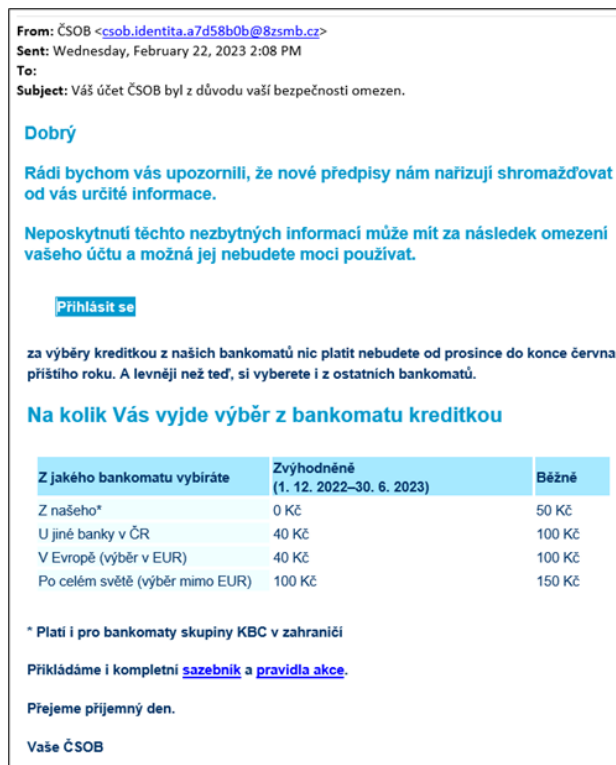 From: ČSOB <csob.identita.a7d58b0b@8zsmb.cz>
Sent: Wednesday, February 22, 2023 2:08 PM
To:
Subject: Váš účet ČSOB byl z důvodu vaší bezpečnosti omezen.
Dobrý
Rádi bychom vás upozornili, že nové předpisy nám nařizují shromažďovat
od vás určité informace.
Neposkytnutí těchto nezbytných informací může mít za následek omezení
vašeho účtu a možná jej nebudete moci používat.
Přihlásit se
za výběry kreditkou z našich bankomatů nic platit nebudete od prosince do konce června
příštího roku. A levněji než teď, si vyberete i z ostatních bankomatů.
Na kolik Vás vyjde výběr z bankomatu kreditkou
Z jakého bankomatu vybíráte Zvýhodněně (1. 12. 2022–30. 6. 2023) Běžně
Z našeho* 0 Kč 50 Kč
U jiné banky v ČR 40 Kč 100 Kč
V Evropě (výběr v EUR) 40 Kč 100 Kč
Po celém světě (výběr mimo EUR) 100 Kč 150 Kč
* Platí i pro bankomaty skupiny KBC v zahraničí
Přikládáme i kompletní sazebník a pravidla akce.
Přejeme příjemný den.
Vaše ČSOB